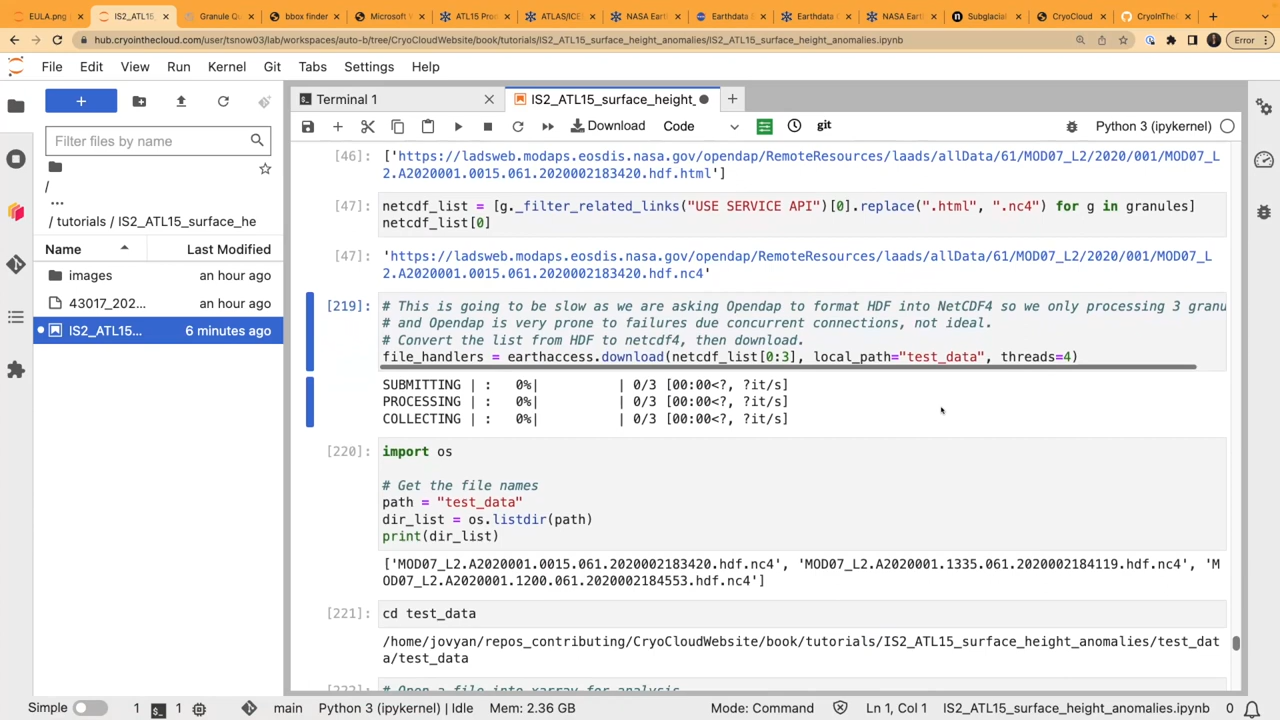 EULA.png
IS2_ATL15
Granule Qu
bbox finder
Microsoft
ATL15 Pro
ATLAS/ICE
NASA Eart
Earthdata S
Earthdata
NASA Eart
Subglacial
CryoCloud
CryoInThe
hub.cryointhecloud.com/user/tsnow03/lab/workspaces/auto-b/tree/CryoCloudWebsite/book/tutorials/IS2_ATL15_surface_height_anomalies/IS2_ATL15_surface_height_anomalies.ipynb
Error
File Edit View Run Kernel Git Tabs Settings Help
Terminal 1
IS2_ATL15_surface_height_
Download
Code
git
Python 3 (ipykernel)
Filter files by name
/
...
/ tutorials / IS2_ATL15_surface_he
Name Last Modified
images an hour ago
43017_202... an hour ago
IS2_ATL15... 6 minutes ago
[46]: ['https://ladsweb.modaps.eosdis.nasa.gov/opendap/RemoteResources/laads/allData/61/MOD07_L2/2020/001/MOD07_L
2.A2020001.0015.061.2020002183420.hdf.html']
[47]: netcdf_list = [g._filter_related_links("USE SERVICE API")[0].replace(".html", ".nc4") for g in granules]
netcdf_list[0]
[47]: 'https://ladsweb.modaps.eosdis.nasa.gov/opendap/RemoteResources/laads/allData/61/MOD07_L2/2020/001/MOD07_L
2.A2020001.0015.061.2020002183420.hdf.nc4'
[219]: # This is going to be slow as we are asking Opendap to format HDF into NetCDF4 so we only processing 3 granu
# and Opendap is very prone to failures due concurrent connections, not ideal.
# Convert the list from HDF to netcdf4, then download.
file_handlers = earthaccess.download(netcdf_list[0:3], local_path="test_data", threads=4)
SUBMITTING | : 0%| | 0/3 [00:00<?, ?it/s]
PROCESSING | : 0%| | 0/3 [00:00<?, ?it/s]
COLLECTING | : 0%| | 0/3 [00:00<?, ?it/s]
[220]: import os
# Get the file names
path = "test_data"
dir_list = os.listdir(path)
print(dir_list)
['MOD07_L2.A2020001.0015.061.2020002183420.hdf.nc4', 'MOD07_L2.A2020001.1335.061.2020002184119.hdf.nc4', 'M
OD07_L2.A2020001.1200.061.2020002184553.hdf.nc4']
[221]: cd test_data
/home/jovyan/repos_contributing/CryoCloudWebsite/book/tutorials/IS2_ATL15_surface_height_anomalies/test_dat
a/test_data
[222]: # Open a file into xarray for analysis
Simple 1 1 main Python 3 (ipykernel) | Idle Mem: 2.36 GB Mode: Command Ln 1, Col 1 IS2_ATL15_surface_height_anomalies.ipynb 0